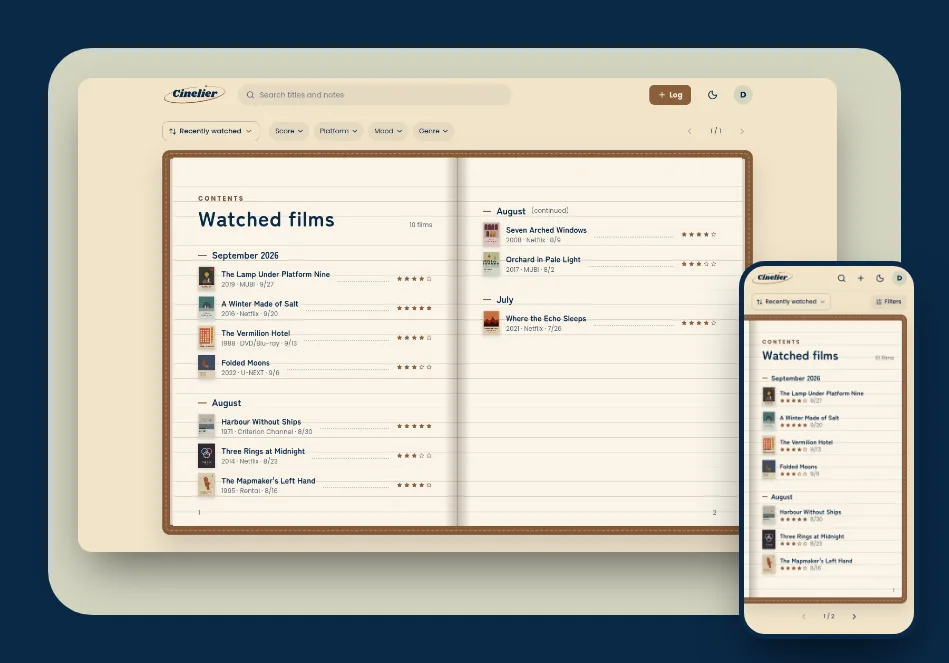 Cinelier
Search titles and notes
+ Log
D
Recently watched
Score
Platform
Mood
Genre
1 / 1
CONTENTS
Watched films
10 films
September 2026
The Lamp Under Platform Nine
2019 · MUBI · 9/27
★★★★☆
A Winter Made of Salt
2016 · Netflix · 9/20
★★★★★
The Vermilion Hotel
1988 · DVD/Blu-ray · 9/13
★★★★☆
Folded Moons
2022 · U-NEXT · 9/6
★★★☆☆
August
Harbour Without Ships
1971 · Criterion Channel · 8/30
★★★★★
Three Rings at Midnight
2014 · Netflix · 8/23
★★★☆☆
The Mapmaker's Left Hand
1995 · Rental · 8/16
★★★★☆
1
August (continued)
Seven Arched Windows
2008 · Netflix · 8/9
★★★★☆
Orchard in Pale Light
2017 · MUBI · 8/2
★★★☆☆
July
Where the Echo Sleeps
2021 · Netflix · 7/26
★★★★☆
2
Cinelier
D
Recently watched
Filters
CONTENTS
Watched films
10 films
September 2026
The Lamp Under Platform Nine
★★★★☆ 9/27
A Winter Made of Salt
★★★★★ 9/20
The Vermilion Hotel
★★★★☆ 9/13
Folded Moons
★★★☆☆
August
Harbour Without Ships
★★★★★ 8/30
Three Rings at Midnight
★★★☆☆ 8/23
The Mapmaker's Left Hand
★★★★☆ 8/16
1
1 / 2